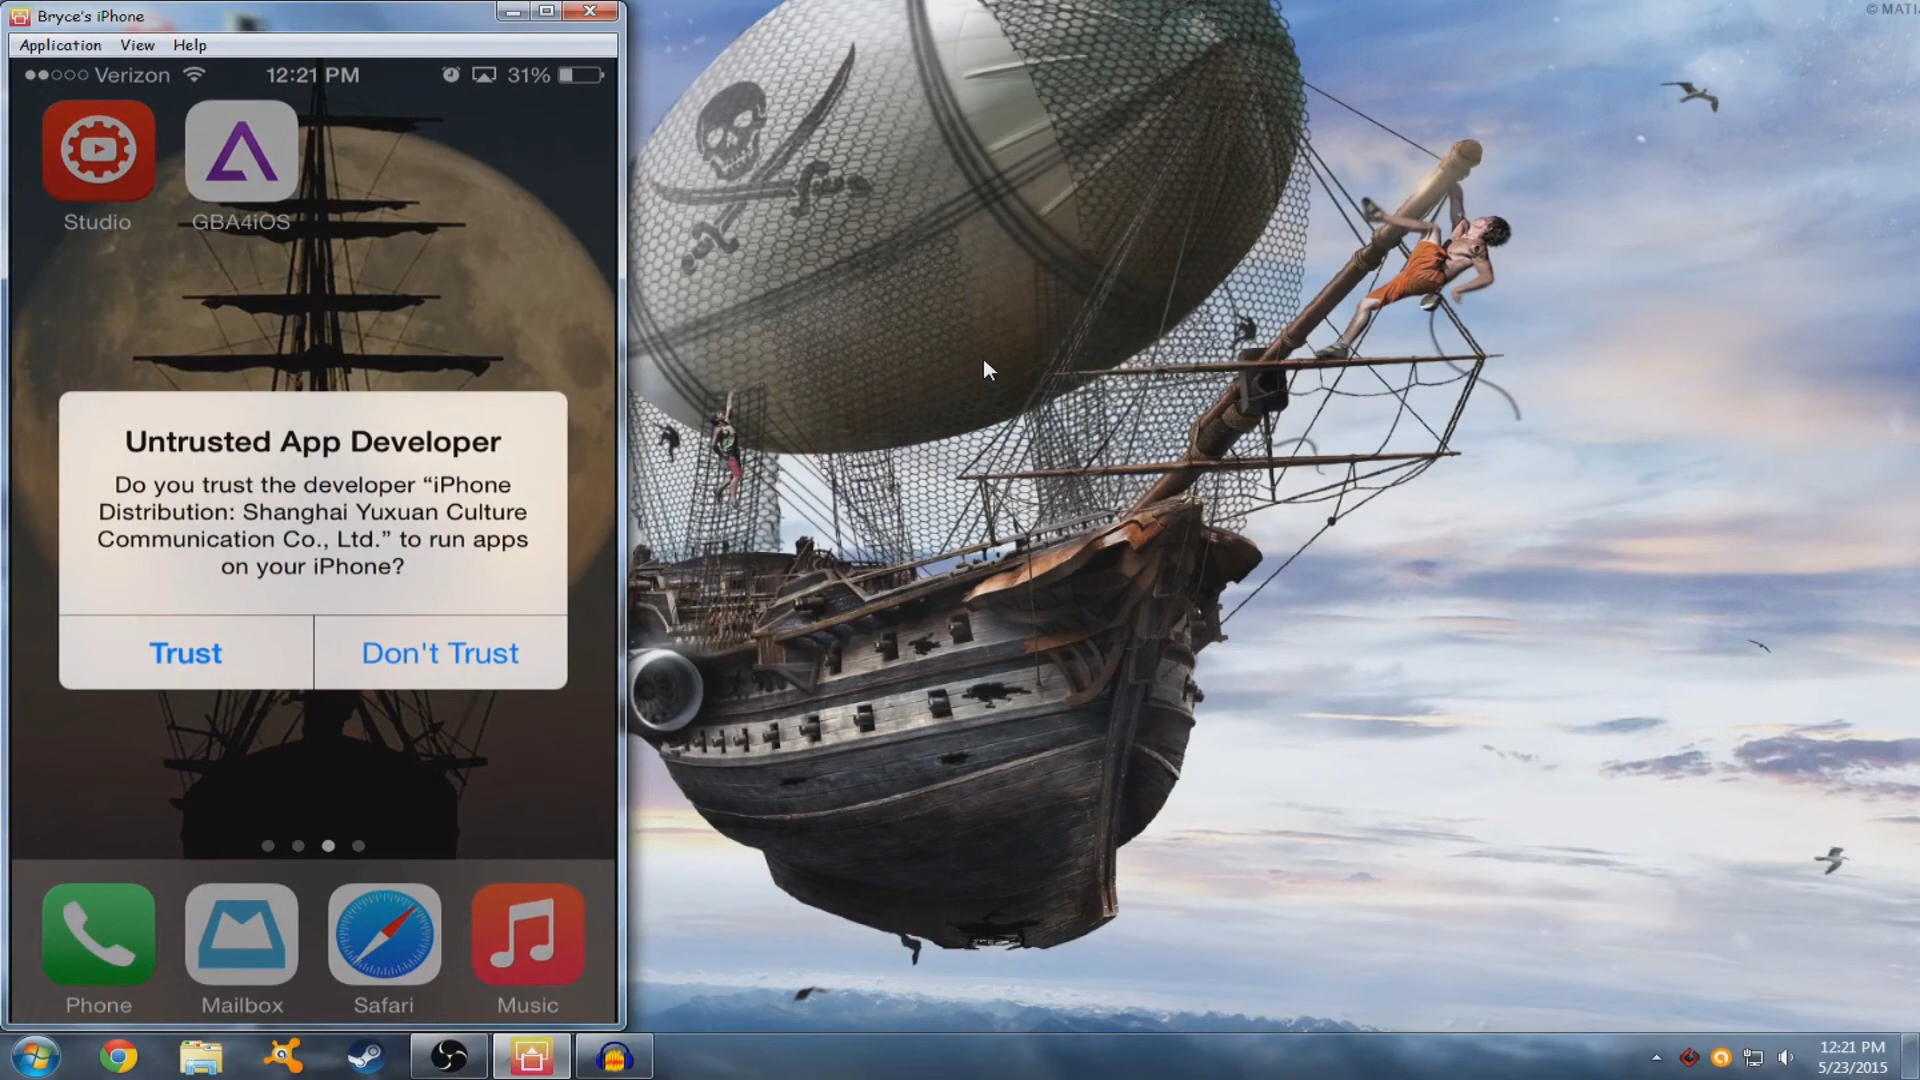 Bryce's iPhone
Application View Help
Verizon 12:21 PM 31%
Studio GBA4iOS
Untrusted App Developer
Do you trust the developer “iPhone
Distribution: Shanghai Yuxuan Culture
Communication Co., Ltd.” to run apps
on your iPhone?
Trust Don't Trust
Phone Mailbox Safari Music
© MATI
12:21 PM
5/23/2015